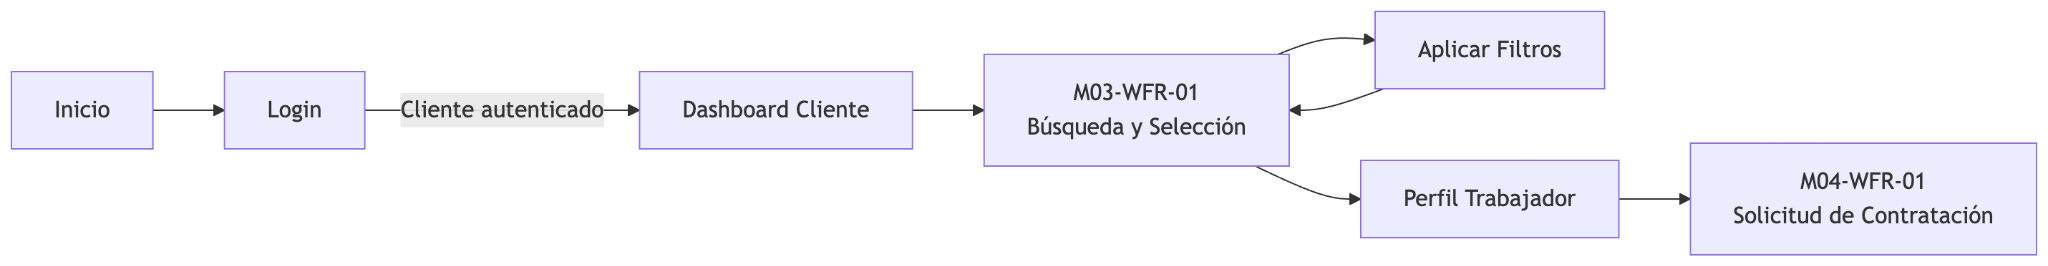 Inicio
Login
Cliente autenticado
Dashboard Cliente
M03-WFR-01
Búsqueda y Selección
Aplicar Filtros
Perfil Trabajador
M04-WFR-01
Solicitud de Contratación